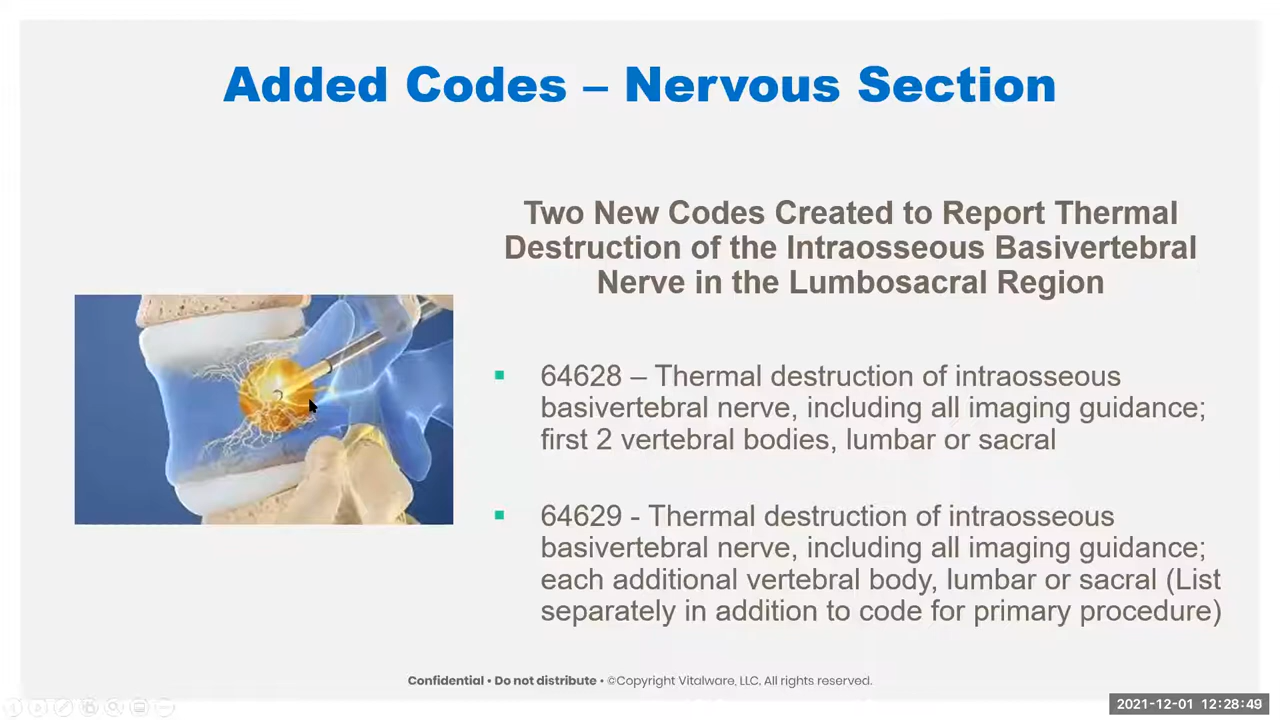 Added Codes – Nervous Section
Two New Codes Created to Report Thermal
Destruction of the Intraosseous Basivertebral
Nerve in the Lumbosacral Region
64628 – Thermal destruction of intraosseous
basivertebral nerve, including all imaging guidance;
first 2 vertebral bodies, lumbar or sacral
64629 - Thermal destruction of intraosseous
basivertebral nerve, including all imaging guidance;
each additional vertebral body, lumbar or sacral (List
separately in addition to code for primary procedure)
Confidential • Do not distribute • ©Copyright Vitalware, LLC. All rights reserved.
2021-12-01 12:28:49